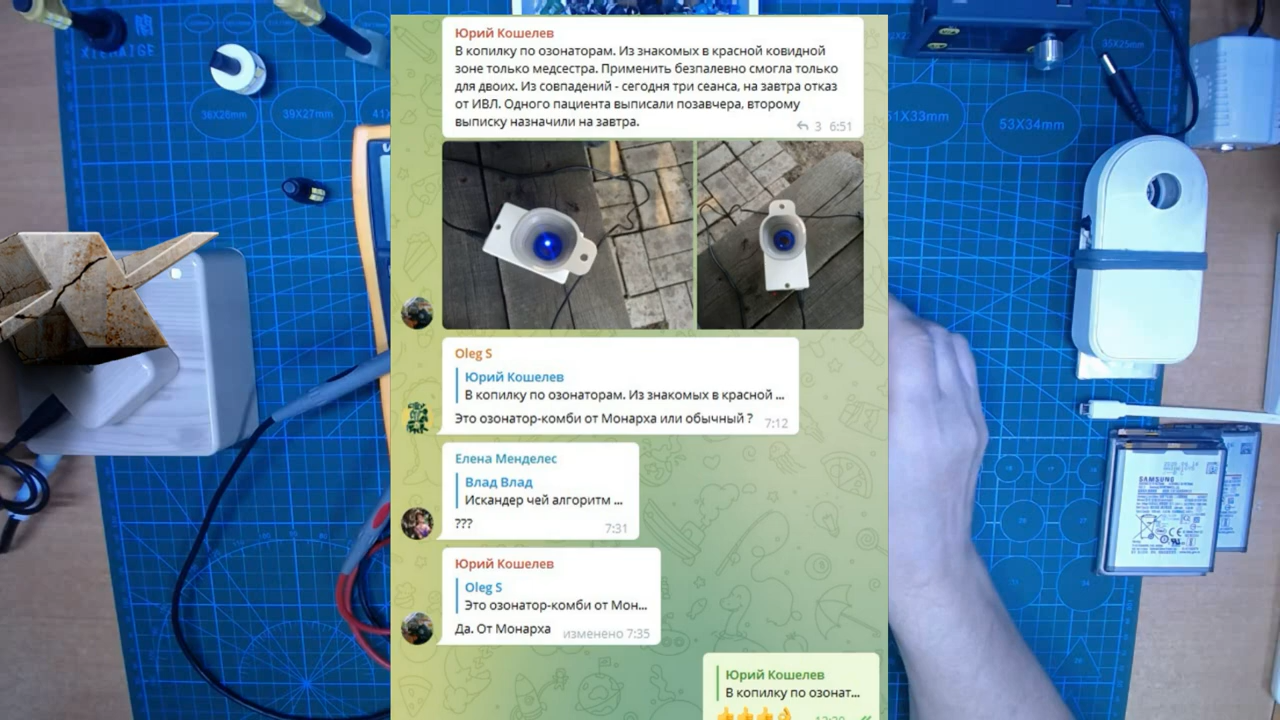 Юрий Кошелев
В копилку по озонаторам. Из знакомых в красной ковидной
зоне только медсестра. Применить безпалевно смогла только
для двоих. Из совпадений - сегодня три сеанса, на завтра отказ
от ИВЛ. Одного пациента выписали позавчера, второму
выписку назначили на завтра.
3 6:51
Oleg S
Юрий Кошелев
В копилку по озонаторам. Из знакомых в красной ...
Это озонатор-комби от Монарха или обычный ?
7:12
Елена Менделес
Влад Влад
Искандер чей алгоритм ...
???
7:31
Юрий Кошелев
Oleg S
Это озонатор-комби от Мон...
Да. От Монарха
изменено 7:35
Юрий Кошелев
В копилку по озонат...
38X26mm
39X27mm
53X34mm
SAMSUNG